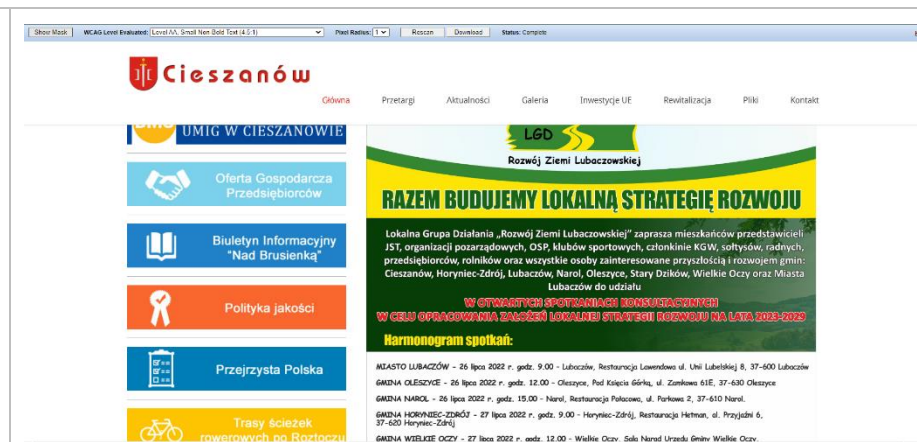 Show Mask
WCAG Level Evaluated: Level AA, Small Non Bold Text (4.5:1)
Pixel Radius: 1
Rescan
Download
Status: Complete
Cieszanów
Główna
Przetargi
Aktualności
Galeria
Inwestycje UE
Rewitalizacja
Pliki
Kontakt
UMIG W CIESZANOWIE
Oferta Gospodarcza
Przedsiębiorców
Biuletyn Informacyjny
"Nad Brusienką"
Polityka jakości
Przejrzysta Polska
Trasy ścieżek
rowerowych po Roztoczu
LGD
Rozwój Ziemi Lubaczowskiej
RAZEM BUDUJEMY LOKALNĄ STRATEGIĘ ROZWOJU
Lokalna Grupa Działania „Rozwój Ziemi Lubaczowskiej" zaprasza mieszkańców przedstawicieli
JST, organizacji pozarządowych, OSP, klubów sportowych, członkinie KGW, sołtysów, radnych,
przedsiębiorców, rolników oraz wszystkie osoby zainteresowane przyszłością i rozwojem gmin:
Cieszanów, Horyniec-Zdrój, Lubaczów, Narol, Oleszyce, Stary Dzików, Wielkie Oczy oraz Miasta
Lubaczów do udziału
W OTWARTYCH SPOTKANIACH KONSULTACYJNYCH
W CELU OPRACOWANIA ZAŁOŻEŃ LOKALNEJ STRATEGII ROZWOJU NA LATA 2023-2029
Harmonogram spotkań:
MIASTO LUBACZÓW - 26 lipca 2022 r. godz. 9.00 - Lubaczów, Restauracja Lawendowa ul. Unii Lubelskiej 8, 37-600 Lubaczów
GMINA OLESZYCE - 26 lipca 2022 r. godz. 12.00 - Oleszyce, Pod Księcia Górką, ul. Zamkowa 61E, 37-630 Oleszyce
GMINA NAROL - 26 lipca 2022 r. godz. 15.00 - Narol, Restauracja Pałacowa, ul. Parkowa 2, 37-610 Narol.
GMINA HORYNIEC-ZDRÓJ - 27 lipca 2022 r. godz. 9.00 - Horyniec-Zdrój, Restauracja Hetman, al. Przyjaźni 6,
37-620 Horyniec-Zdrój
GMINA WIELKIE OCZY - 27 lipca 2022 r. godz. 12.00 - Wielkie Oczy, Sala Narad Urzędu Gminy Wielkie Oczy,